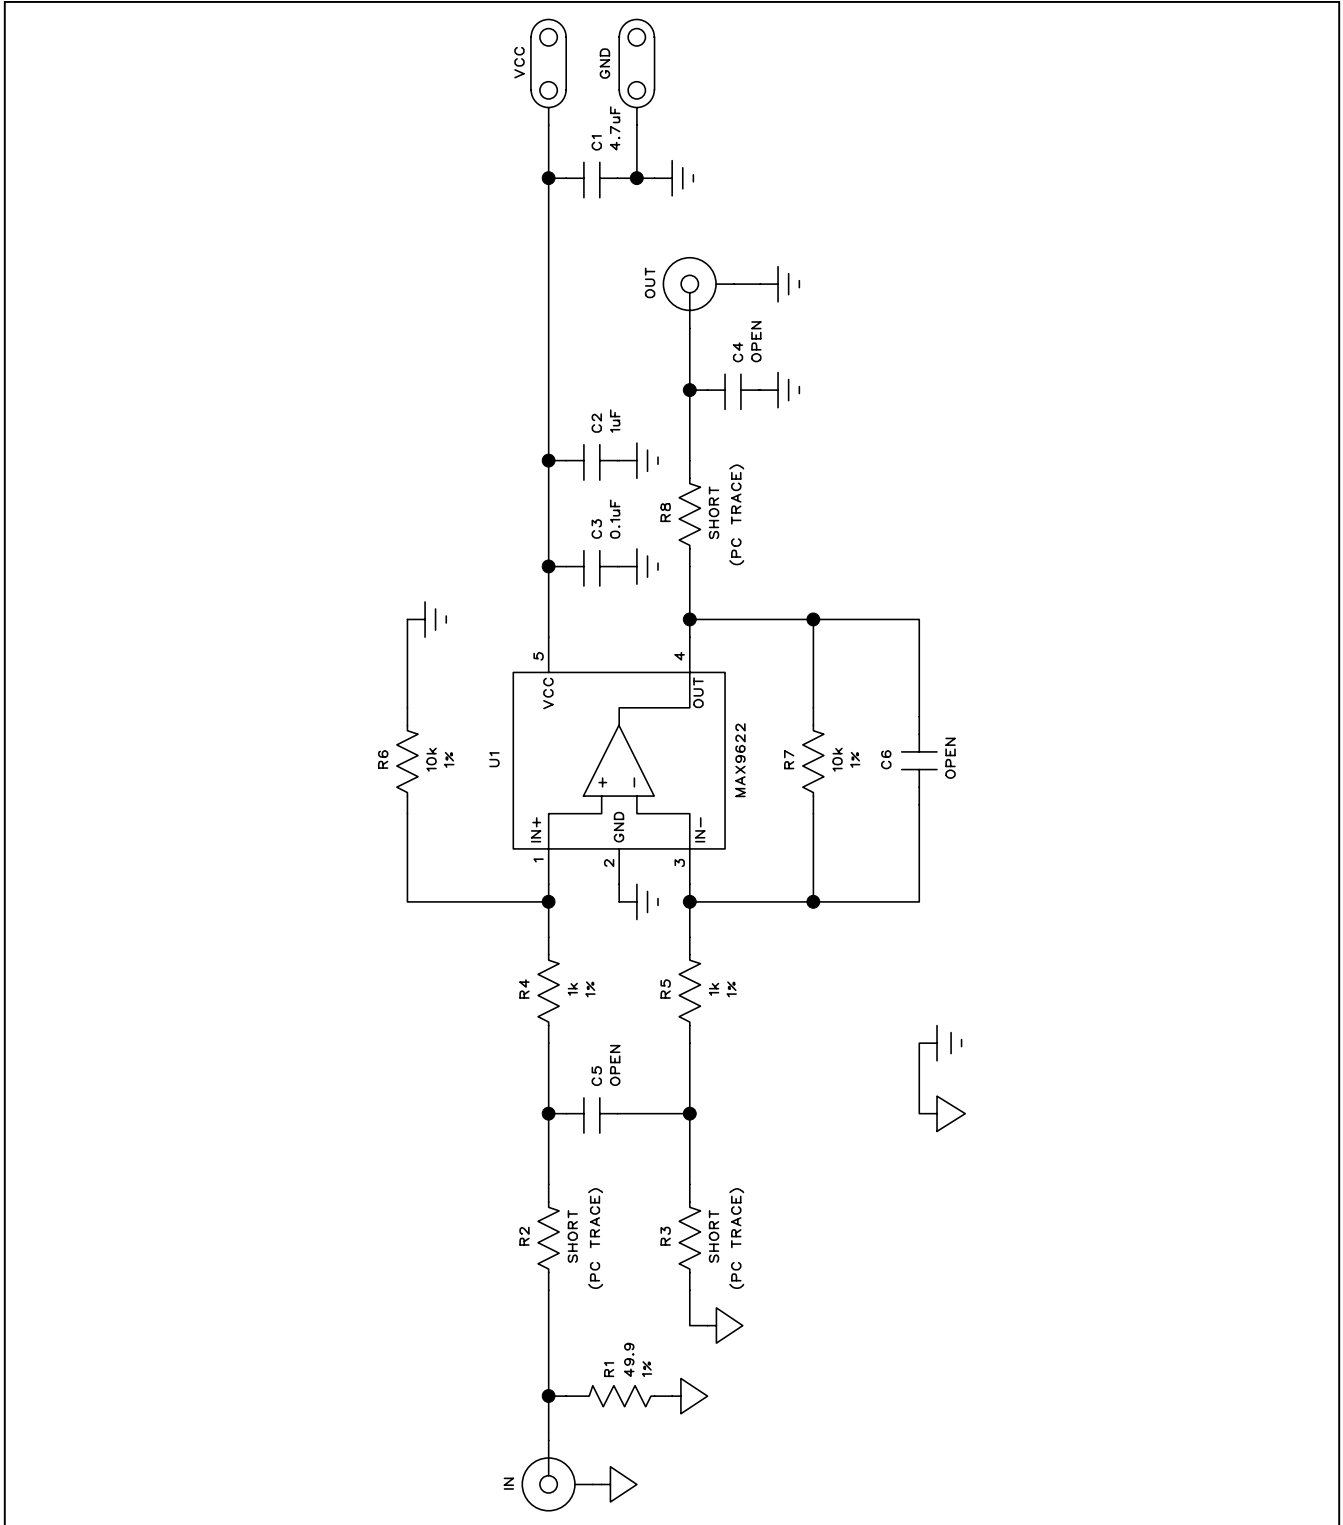 VCC
GND
C1
4.7uF
OUT
C4
OPEN
C2
1uF
C3
0.1uF
R8
SHORT
(PC TRACE)
R6
10k
1%
U1
5
VCC
4
OUT
+
-
IN+
GND
IN-
1
2
3
MAX9622
R7
10k
1%
C6
OPEN
R4
1k
1%
R5
1k
1%
C5
OPEN
R2
SHORT
(PC TRACE)
R3
SHORT
(PC TRACE)
R1
49.9
1%
IN